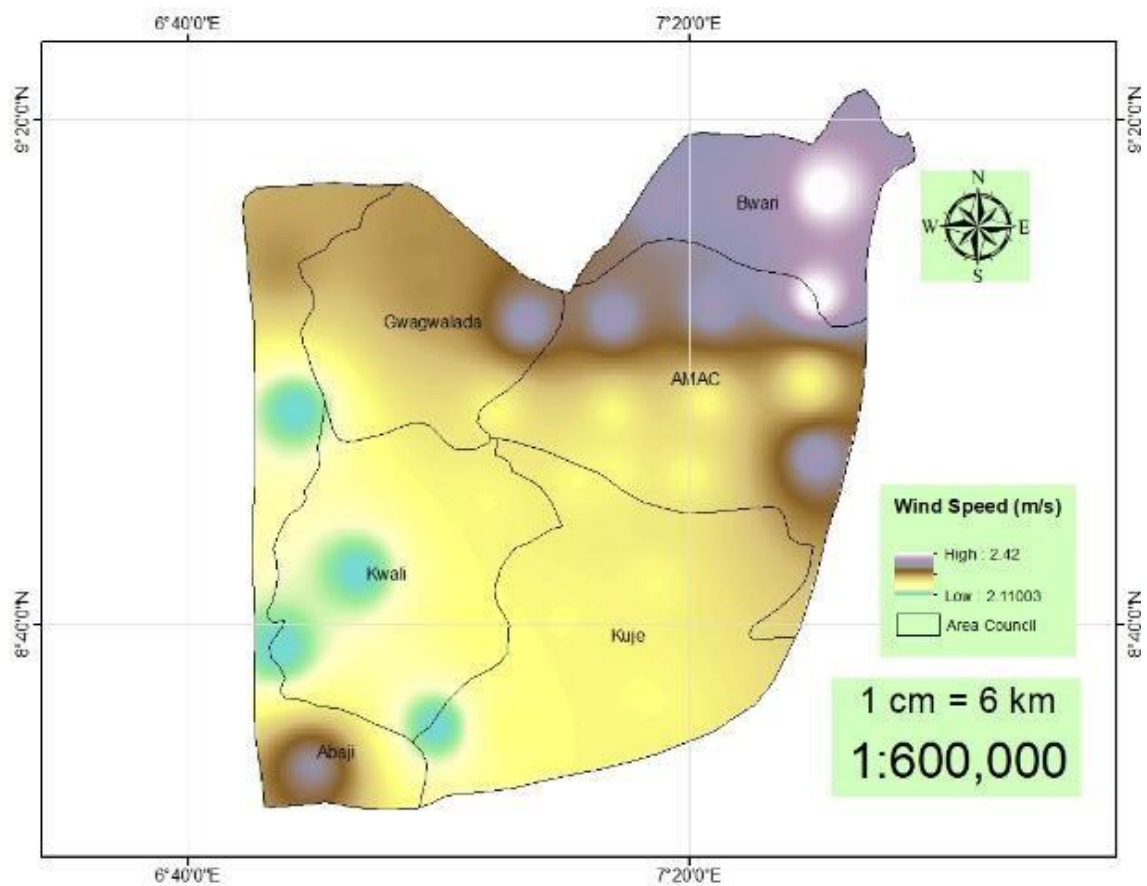 6°40'0"E
7°20'0"E
9°20'0"N
9°20'0"N
Bwari
N
W
E
S
Gwagwalada
AMAC
Wind Speed (m/s)
High : 2.42
Low : 2.11003
Area Council
Kwali
8°40'0"N
8°40'0"N
Kuje
1 cm = 6 km
1:600,000
Abaji
6°40'0"E
7°20'0"E